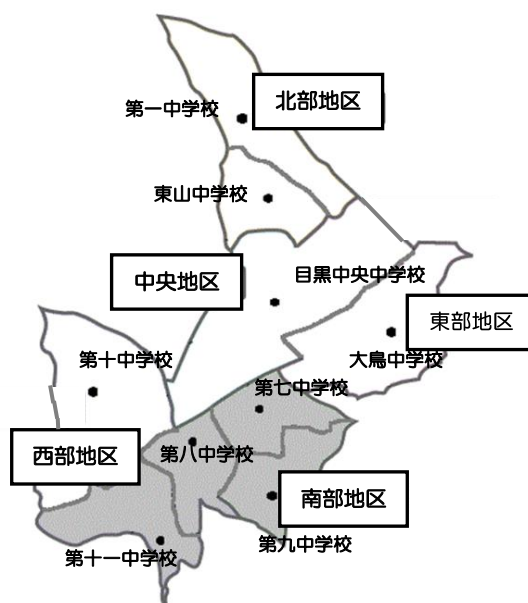 北部地区
第一中学校
東山中学校
目黒中央中学校
中央地区
東部地区
大鳥中学校
第十中学校
第七中学校
西部地区
第八中学校
南部地区
第九中学校
第十一中学校